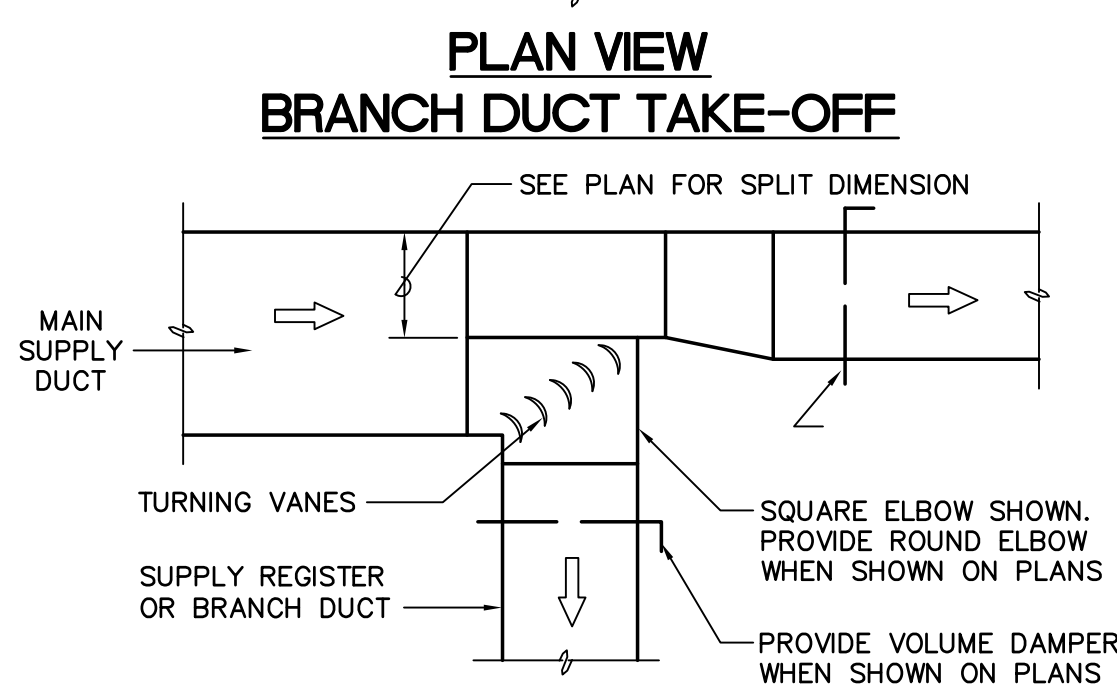 PLAN VIEW
BRANCH DUCT TAKE-OFF
SEE PLAN FOR SPLIT DIMENSION
MAIN
SUPPLY
DUCT
TURNING VANES
SQUARE ELBOW SHOWN.
PROVIDE ROUND ELBOW
WHEN SHOWN ON PLANS
SUPPLY REGISTER
OR BRANCH DUCT
PROVIDE VOLUME DAMPER
WHEN SHOWN ON PLANS